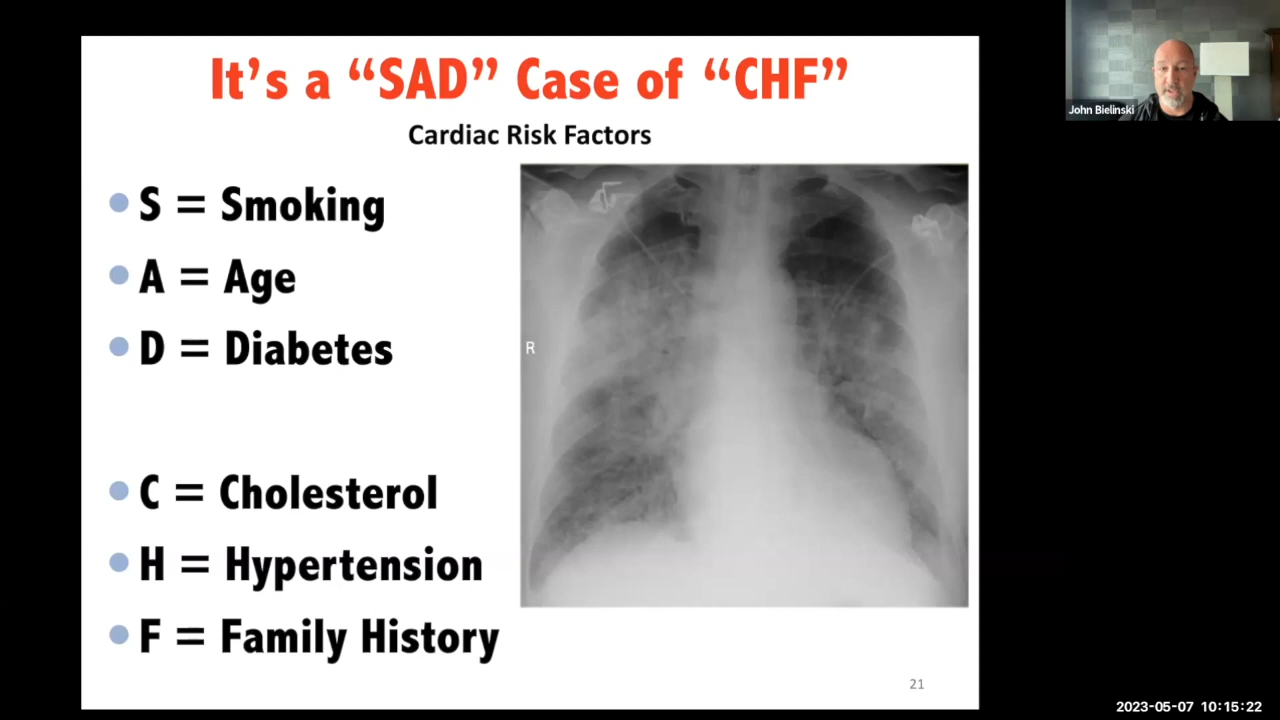 It's a “SAD” Case of “CHF”
Cardiac Risk Factors
S = Smoking
A = Age
D = Diabetes
C = Cholesterol
H = Hypertension
F = Family History
R
21
John Bielinski
2023-05-07 10:15:22